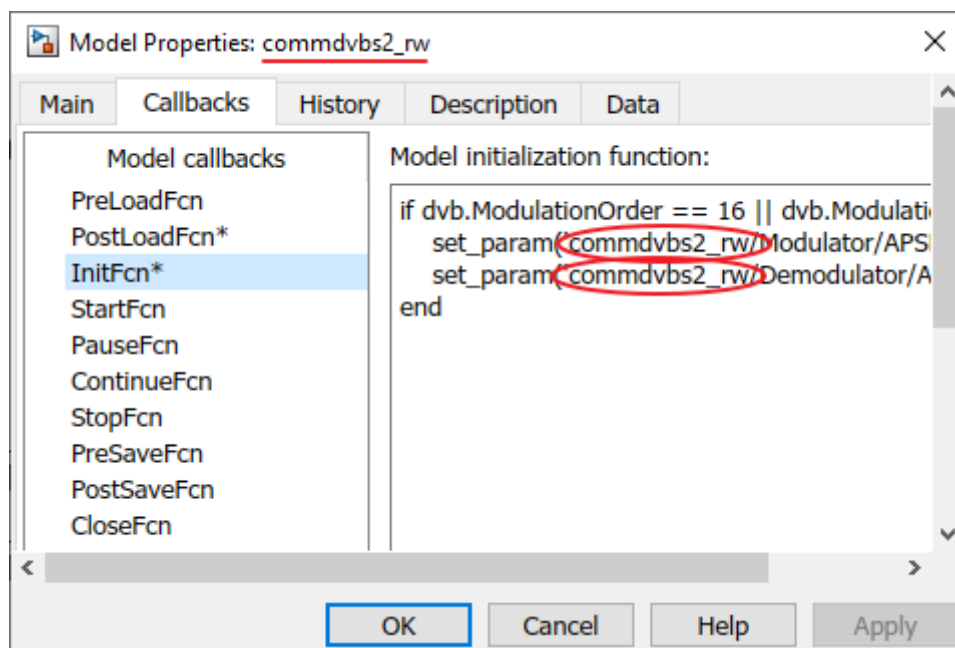 Model Properties: commdvbs2_rw
Main Callbacks History Description Data
Model callbacks
PreLoadFcn
PostLoadFcn*
InitFcn*
StartFcn
PauseFcn
ContinueFcn
StopFcn
PreSaveFcn
PostSaveFcn
CloseFcn
Model initialization function:
if dvb.ModulationOrder == 16 || dvb.Modulati
set_param('commdvbs2_rw/Modulator/APS
set_param('commdvbs2_rw/Demodulator/A
end
OK Cancel Help Apply